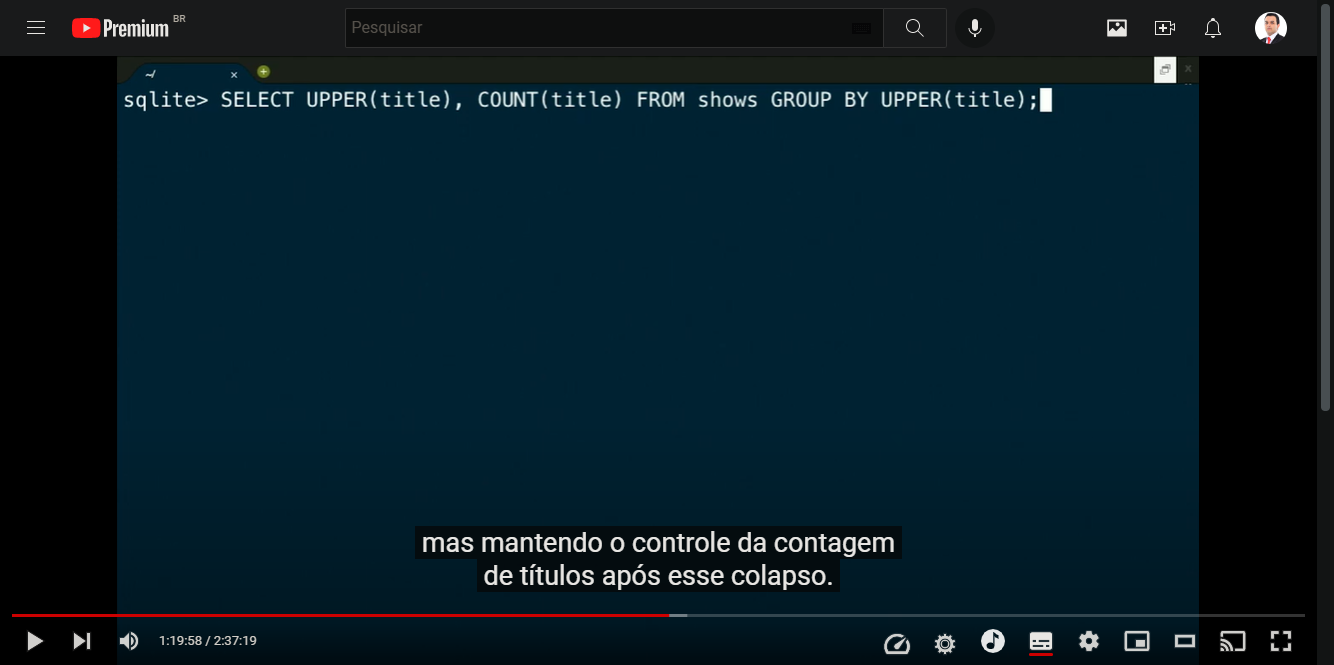 Premium BR
Pesquisar
sqlite> SELECT UPPER(title), COUNT(title) FROM shows GROUP BY UPPER(title);
mas mantendo o controle da contagem
de títulos após esse colapso.
1:19:58 / 2:37:19